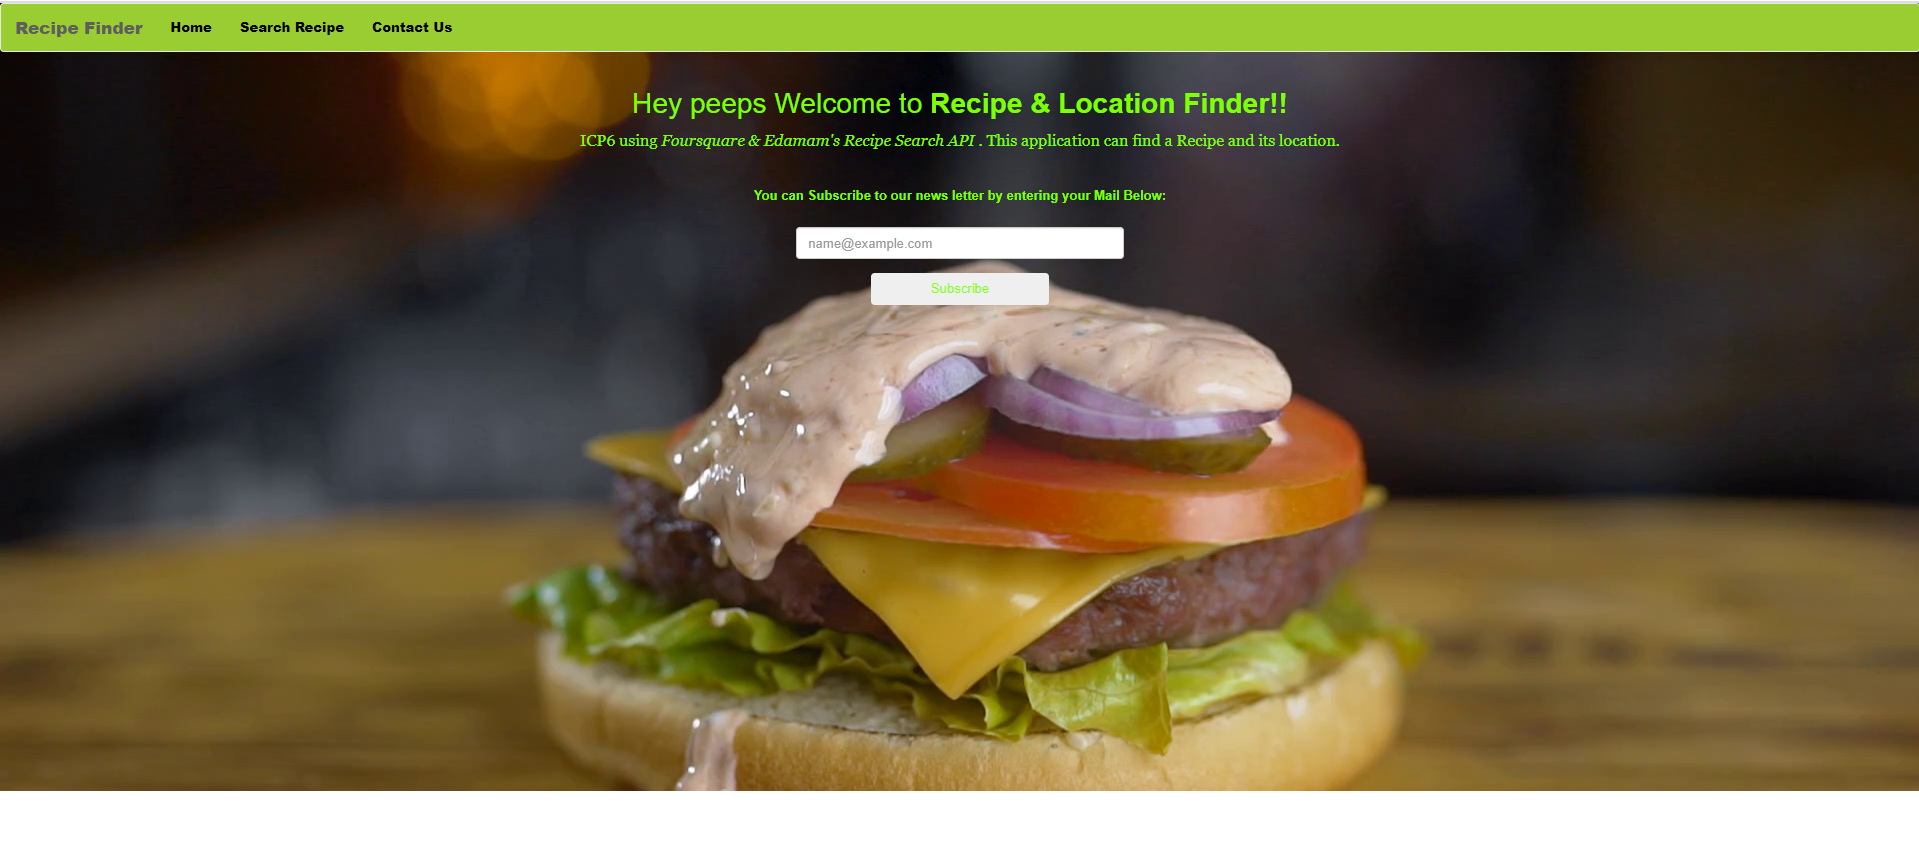 Recipe Finder Home Search Recipe Contact Us
Hey peeps Welcome to Recipe & Location Finder!!
ICP6 using Foursquare & Edamam's Recipe Search API . This application can find a Recipe and its location.
You can Subscribe to our news letter by entering your Mail Below:
name@example.com
Subscribe